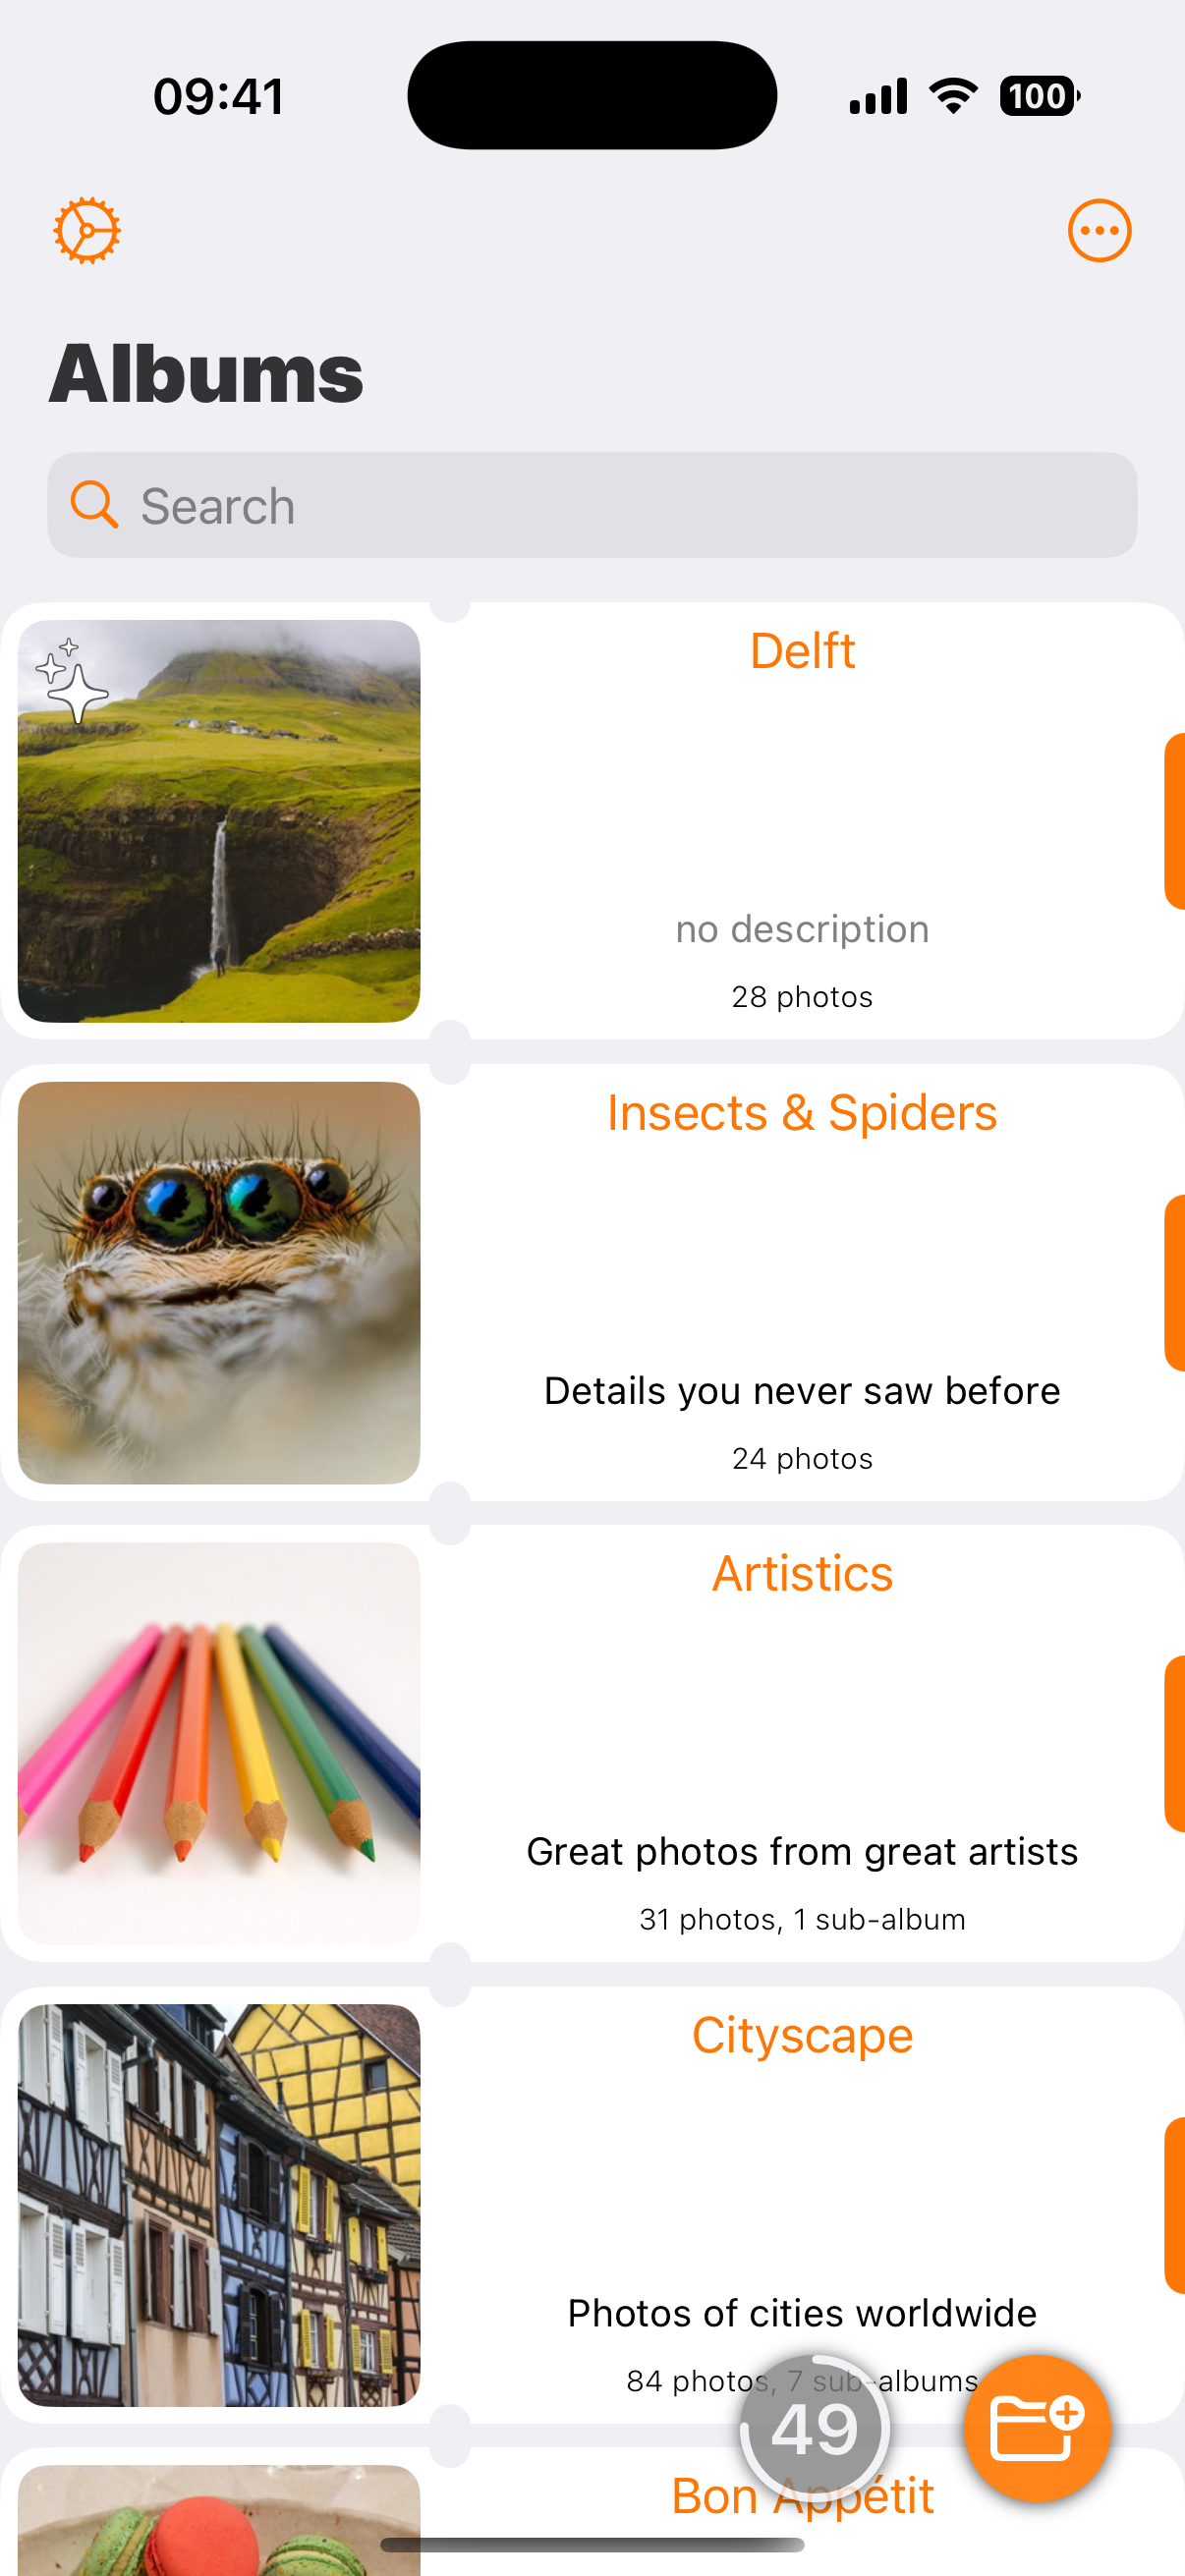 09:41
100
Albums
Search
Delft
no description
28 photos
Insects & Spiders
Details you never saw before
24 photos
Artistics
Great photos from great artists
31 photos, 1 sub-album
Cityscape
Photos of cities worldwide
84 photos, 7 sub-albums
49
Bon Appétit